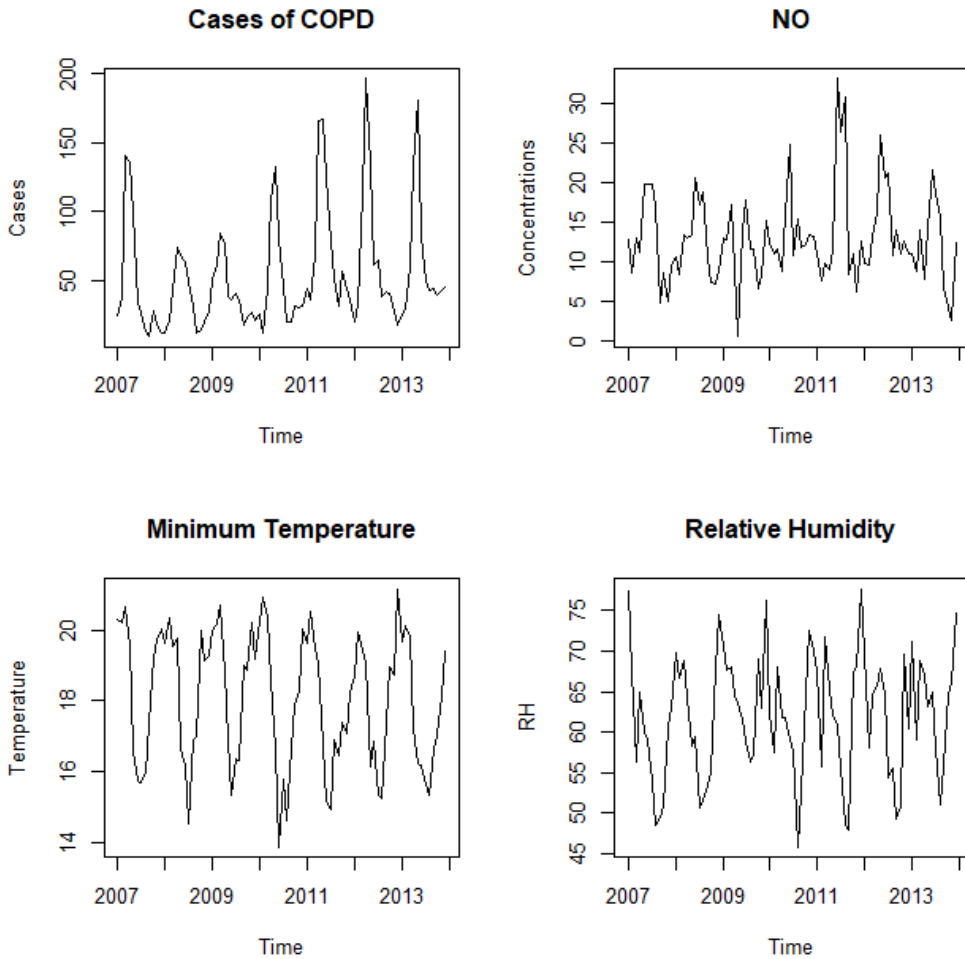 Cases of COPD
Cases
200
150
100
50
2007 2009 2011 2013
Time
NO
Concentrations
30
25
20
15
10
5
0
2007 2009 2011 2013
Time
Minimum Temperature
Temperature
20
18
16
14
2007 2009 2011 2013
Time
Relative Humidity
RH
75
70
65
60
55
50
45
2007 2009 2011 2013
Time